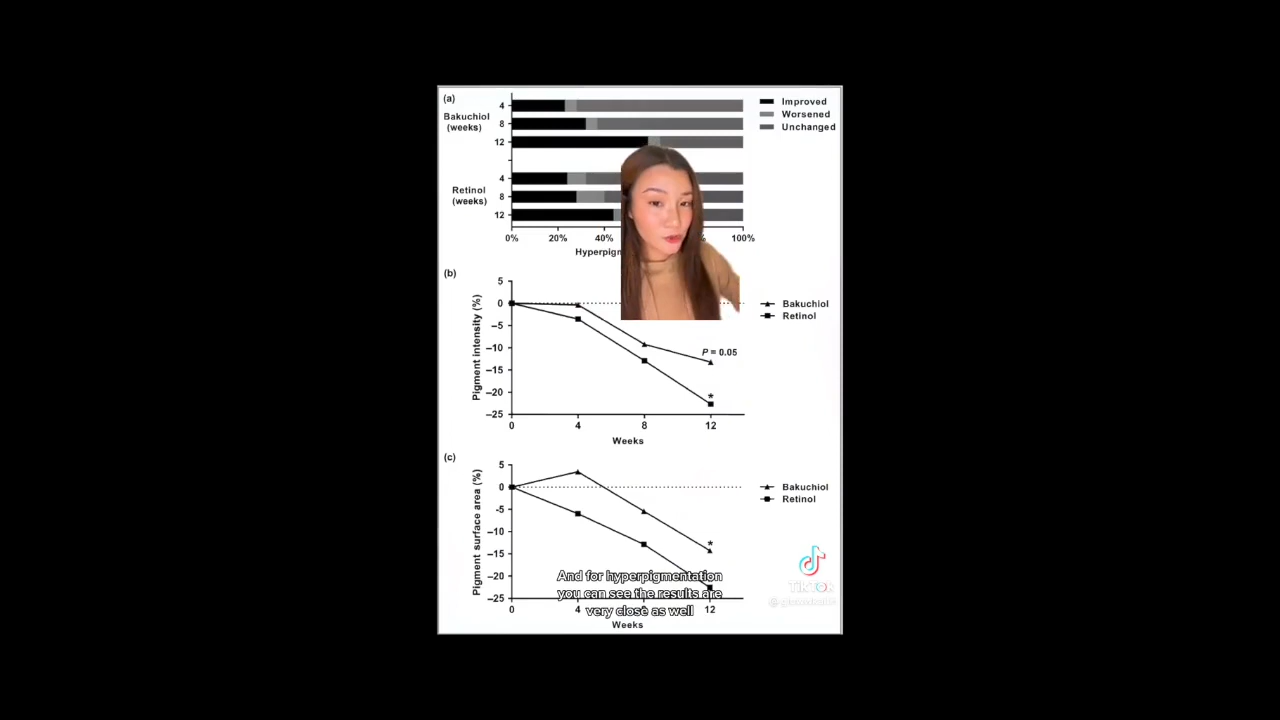 (a)
Bakuchiol
(weeks)
4
8
12
Retinol
(weeks)
4
8
12
0% 20% 40% 100%
Improved
Worsened
Unchanged
(b)
Pigment intensity (%)
5
0
–5
–10
–15
–20
–25
P = 0.05
*
0 4 8 12
Weeks
Bakuchiol
Retinol
(c)
Pigment surface area (%)
5
0
-5
–10
–15
–20
–25
*
0 4 12
Weeks
Bakuchiol
Retinol
And for hyperpigmentation
you can see the results are
very close as well
TikTok